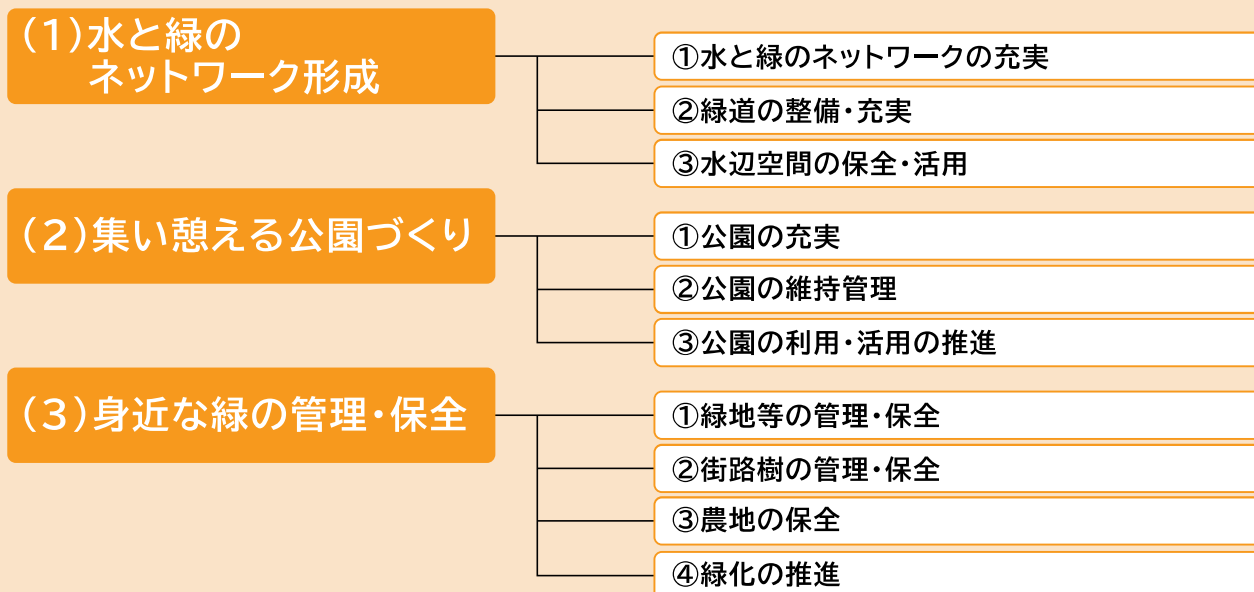 (1)水と緑の
ネットワーク形成
①水と緑のネットワークの充実
②緑道の整備・充実
③水辺空間の保全・活用
(2)集い憩える公園づくり
①公園の充実
②公園の維持管理
③公園の利用・活用の推進
(3)身近な緑の管理・保全
①緑地等の管理・保全
②街路樹の管理・保全
③農地の保全
④緑化の推進